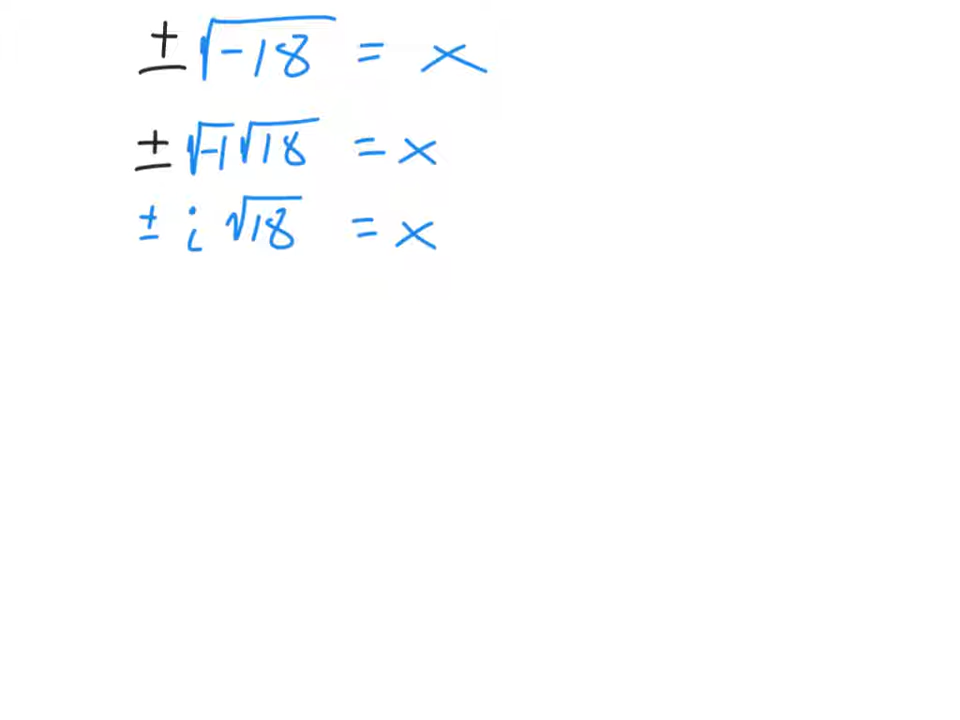 ± √-18 = x
± √-1 √18 = x
± i √18 = x